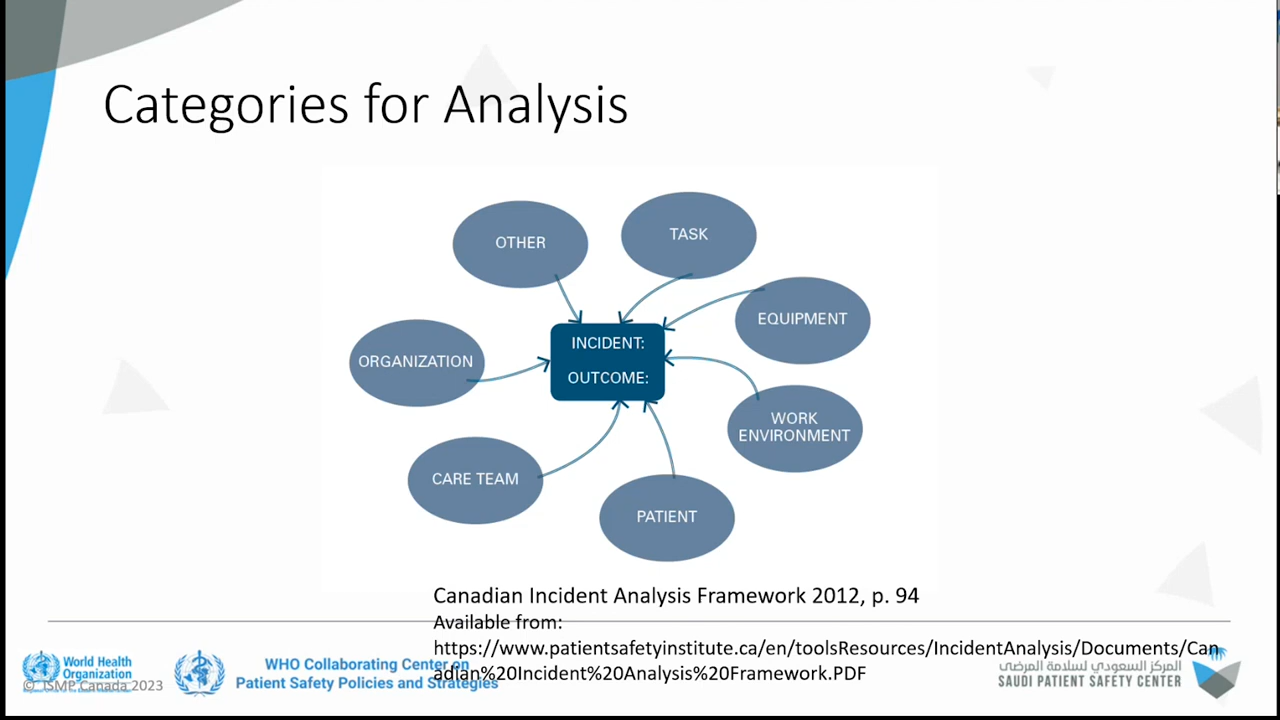 Categories for Analysis
OTHER
TASK
EQUIPMENT
INCIDENT:
OUTCOME:
ORGANIZATION
WORK
ENVIRONMENT
CARE TEAM
PATIENT
Canadian Incident Analysis Framework 2012, p. 94
Available from:
https://www.patientsafetyinstitute.ca/en/toolsResources/IncidentAnalysis/Documents/Can
adian%20Incident%20Analysis%20Framework.PDF
World Health
Organization
© ISMP Canada 2023
WHO Collaborating Center on
Patient Safety Policies and Strategies
المركز السعودي لسلامة المرضى
SAUDI PATIENT SAFETY CENTER